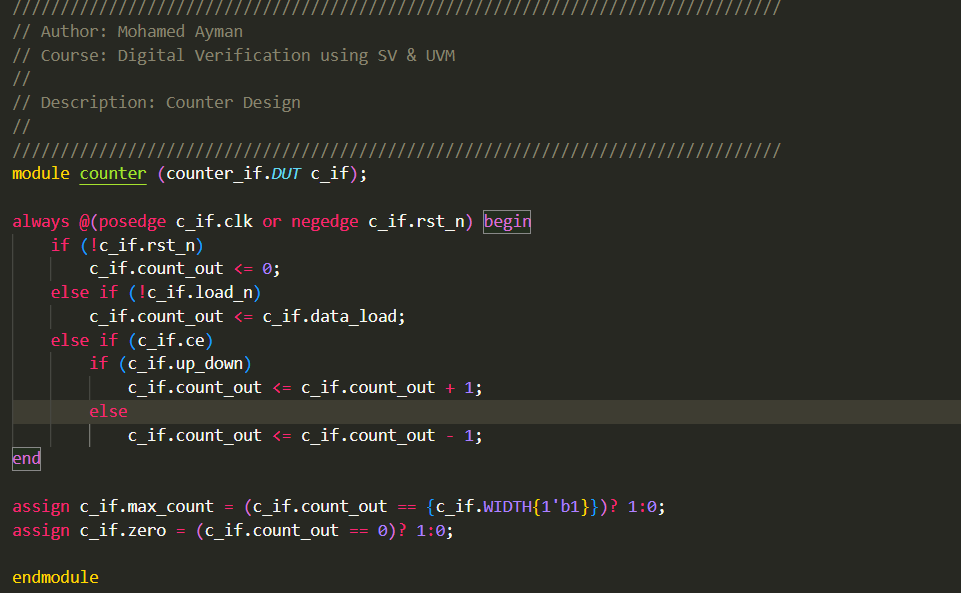 ////////////////////////////////////////////////////////////////////////////////
// Author: Mohamed Ayman
// Course: Digital Verification using SV & UVM
//
// Description: Counter Design
//
////////////////////////////////////////////////////////////////////////////////
module counter (counter_if.DUT c_if);

always @(posedge c_if.clk or negedge c_if.rst_n) begin
    if (!c_if.rst_n)
        c_if.count_out <= 0;
    else if (!c_if.load_n)
        c_if.count_out <= c_if.data_load;
    else if (c_if.ce)
        if (c_if.up_down)
            c_if.count_out <= c_if.count_out + 1;
        else
            c_if.count_out <= c_if.count_out - 1;
end

assign c_if.max_count = (c_if.count_out == {c_if.WIDTH{1'b1}})? 1:0;
assign c_if.zero = (c_if.count_out == 0)? 1:0;

endmodule